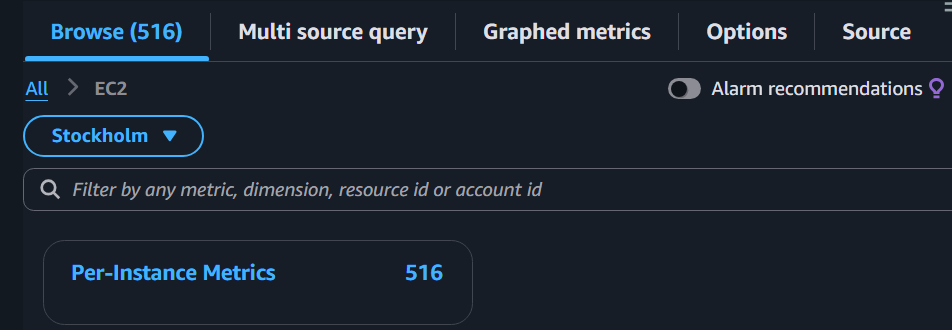 Browse (516) Multi source query Graphed metrics Options Source
All EC2 Alarm recommendations
Stockholm
Filter by any metric, dimension, resource id or account id
Per-Instance Metrics 516